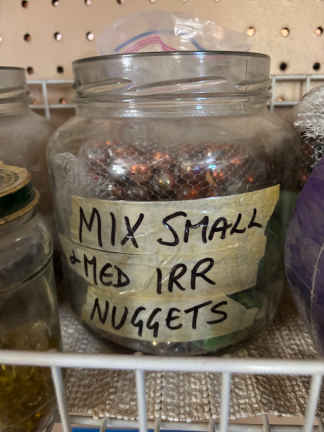 MIX SMALL
& MED IRR
NUGGETS